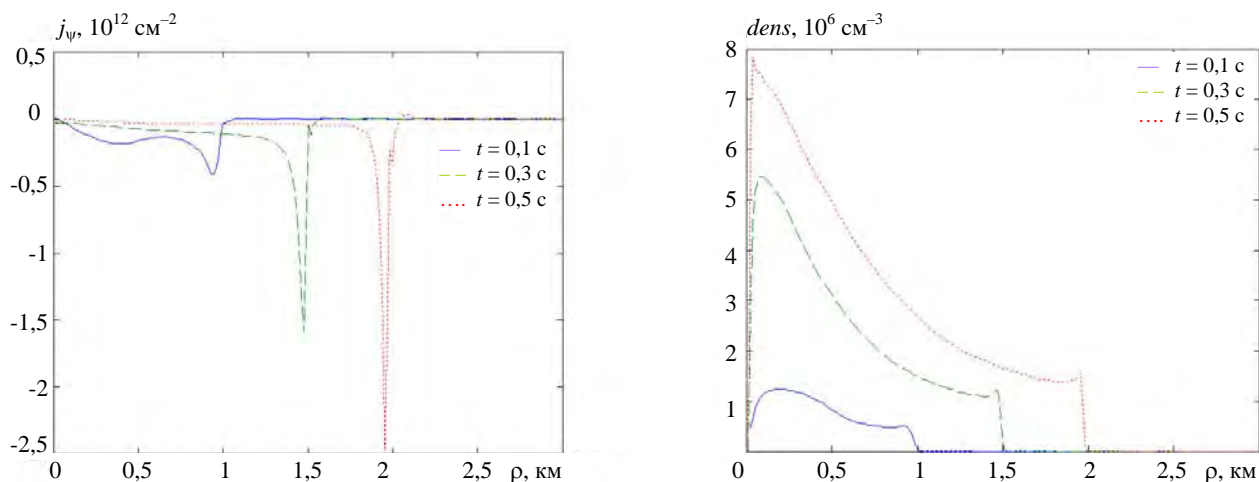 j_ψ, 10^12 см^–2
0,5
0
-0,5
-1
-1,5
-2
-2,5
t = 0,1 с
t = 0,3 с
t = 0,5 с
0 0,5 1 1,5 2 2,5 ρ, км
dens, 10^6 см^–3
8
7
6
5
4
3
2
1
t = 0,1 с
t = 0,3 с
t = 0,5 с
0 0,5 1 1,5 2 2,5 ρ, км